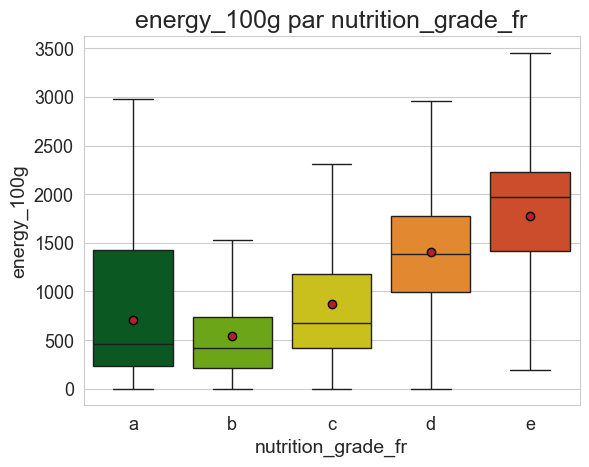 energy_100g par nutrition_grade_fr
energy_100g
3500
3000
2500
2000
1500
1000
500
0
a b c d e
nutrition_grade_fr